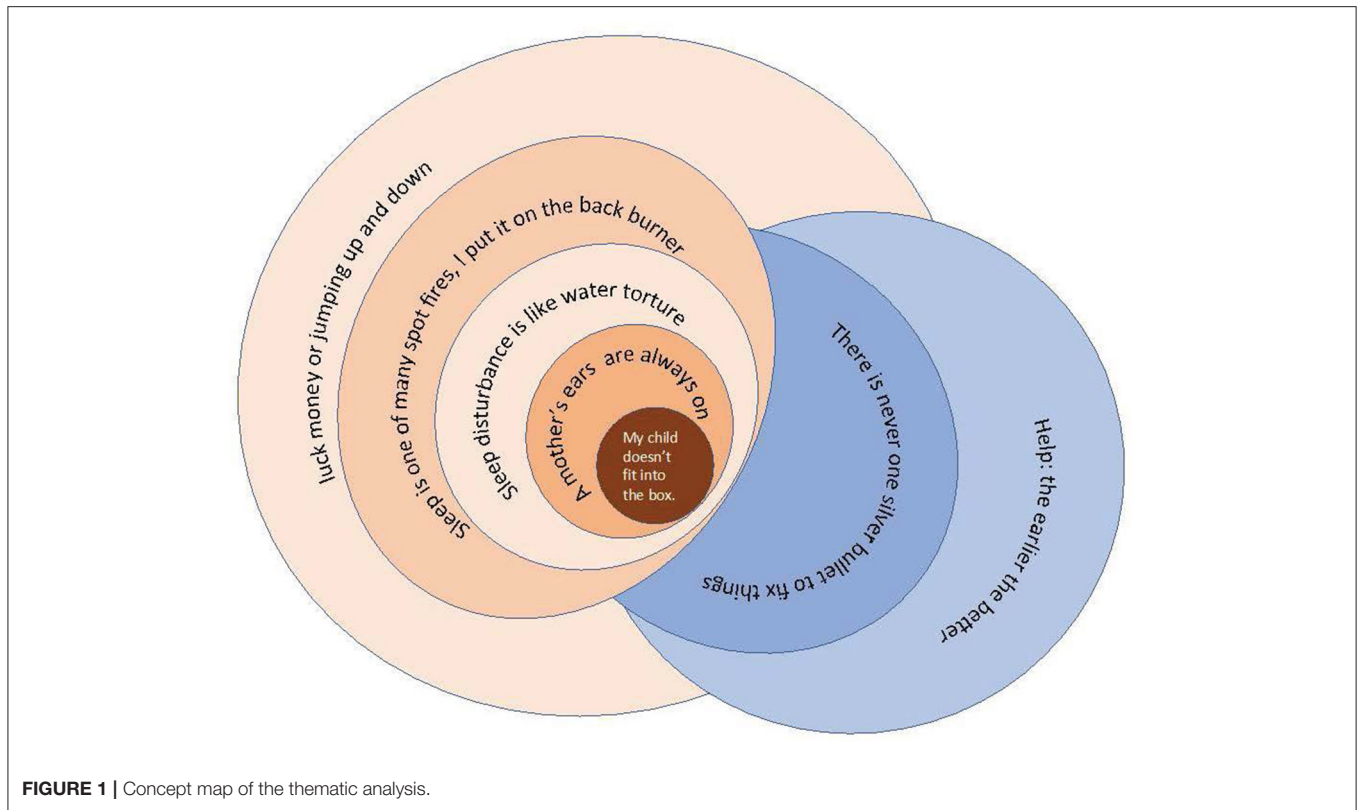 luck money or jumping up and down
Sleep is one of many spot fires, I put it on the back burner
Sleep disturbance is like water torture
A mother's ears are always on
My child
doesn't
fit into
the box.
There is never one silver bullet to fix things
Help: the earlier the better
FIGURE 1 | Concept map of the thematic analysis.